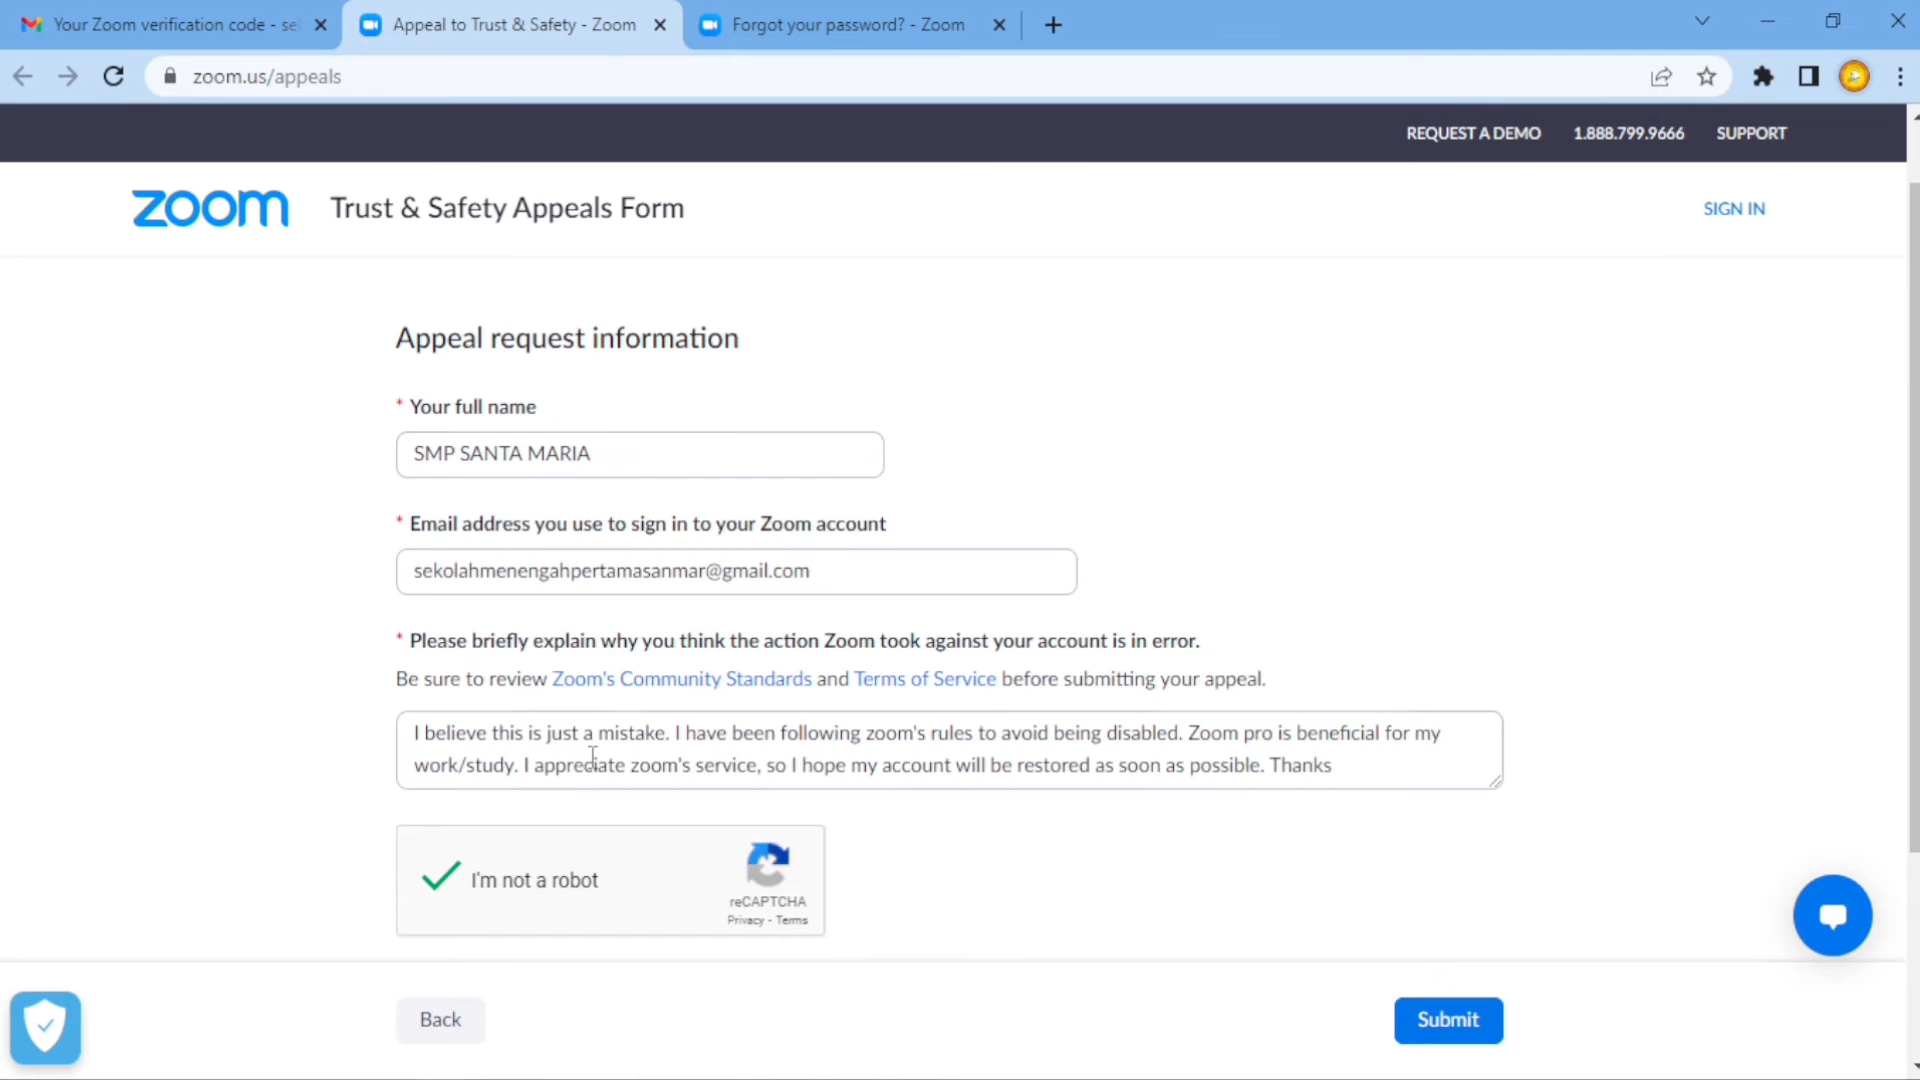 Your Zoom verification code - se
Appeal to Trust & Safety - Zoom
Forgot your password? - Zoom
zoom.us/appeals
REQUEST A DEMO
1.888.799.9666
SUPPORT
zoom
Trust & Safety Appeals Form
SIGN IN
Appeal request information
* Your full name
SMP SANTA MARIA
* Email address you use to sign in to your Zoom account
sekolahmenengahpertamasanmar@gmail.com
* Please briefly explain why you think the action Zoom took against your account is in error.
Be sure to review Zoom's Community Standards and Terms of Service before submitting your appeal.
I believe this is just a mistake. I have been following zoom's rules to avoid being disabled. Zoom pro is beneficial for my
work/study. I appreciate zoom's service, so I hope my account will be restored as soon as possible. Thanks
I'm not a robot
reCAPTCHA
Privacy - Terms
Back
Submit